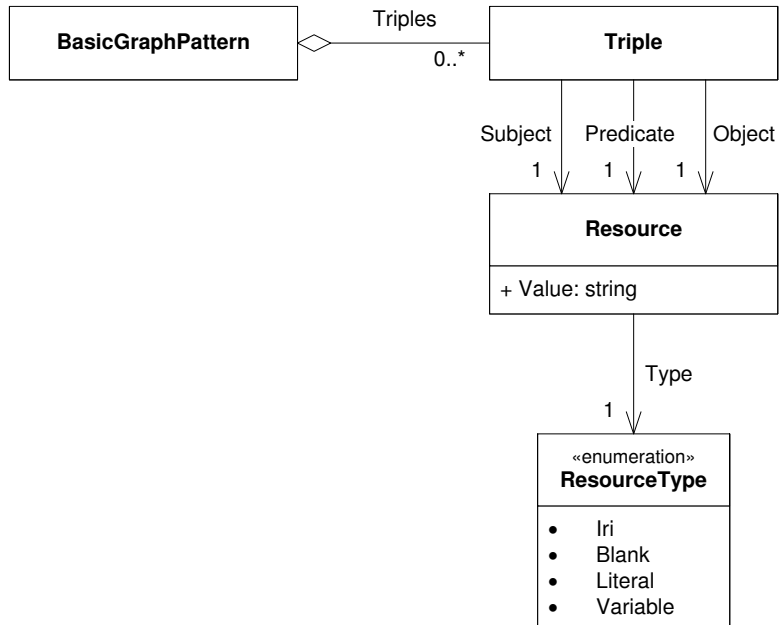 BasicGraphPattern
Triples
0..*
Triple
Subject Predicate Object
1 1 1
Resource
+ Value: string
Type
1
«enumeration»
ResourceType
• Iri
• Blank
• Literal
• Variable